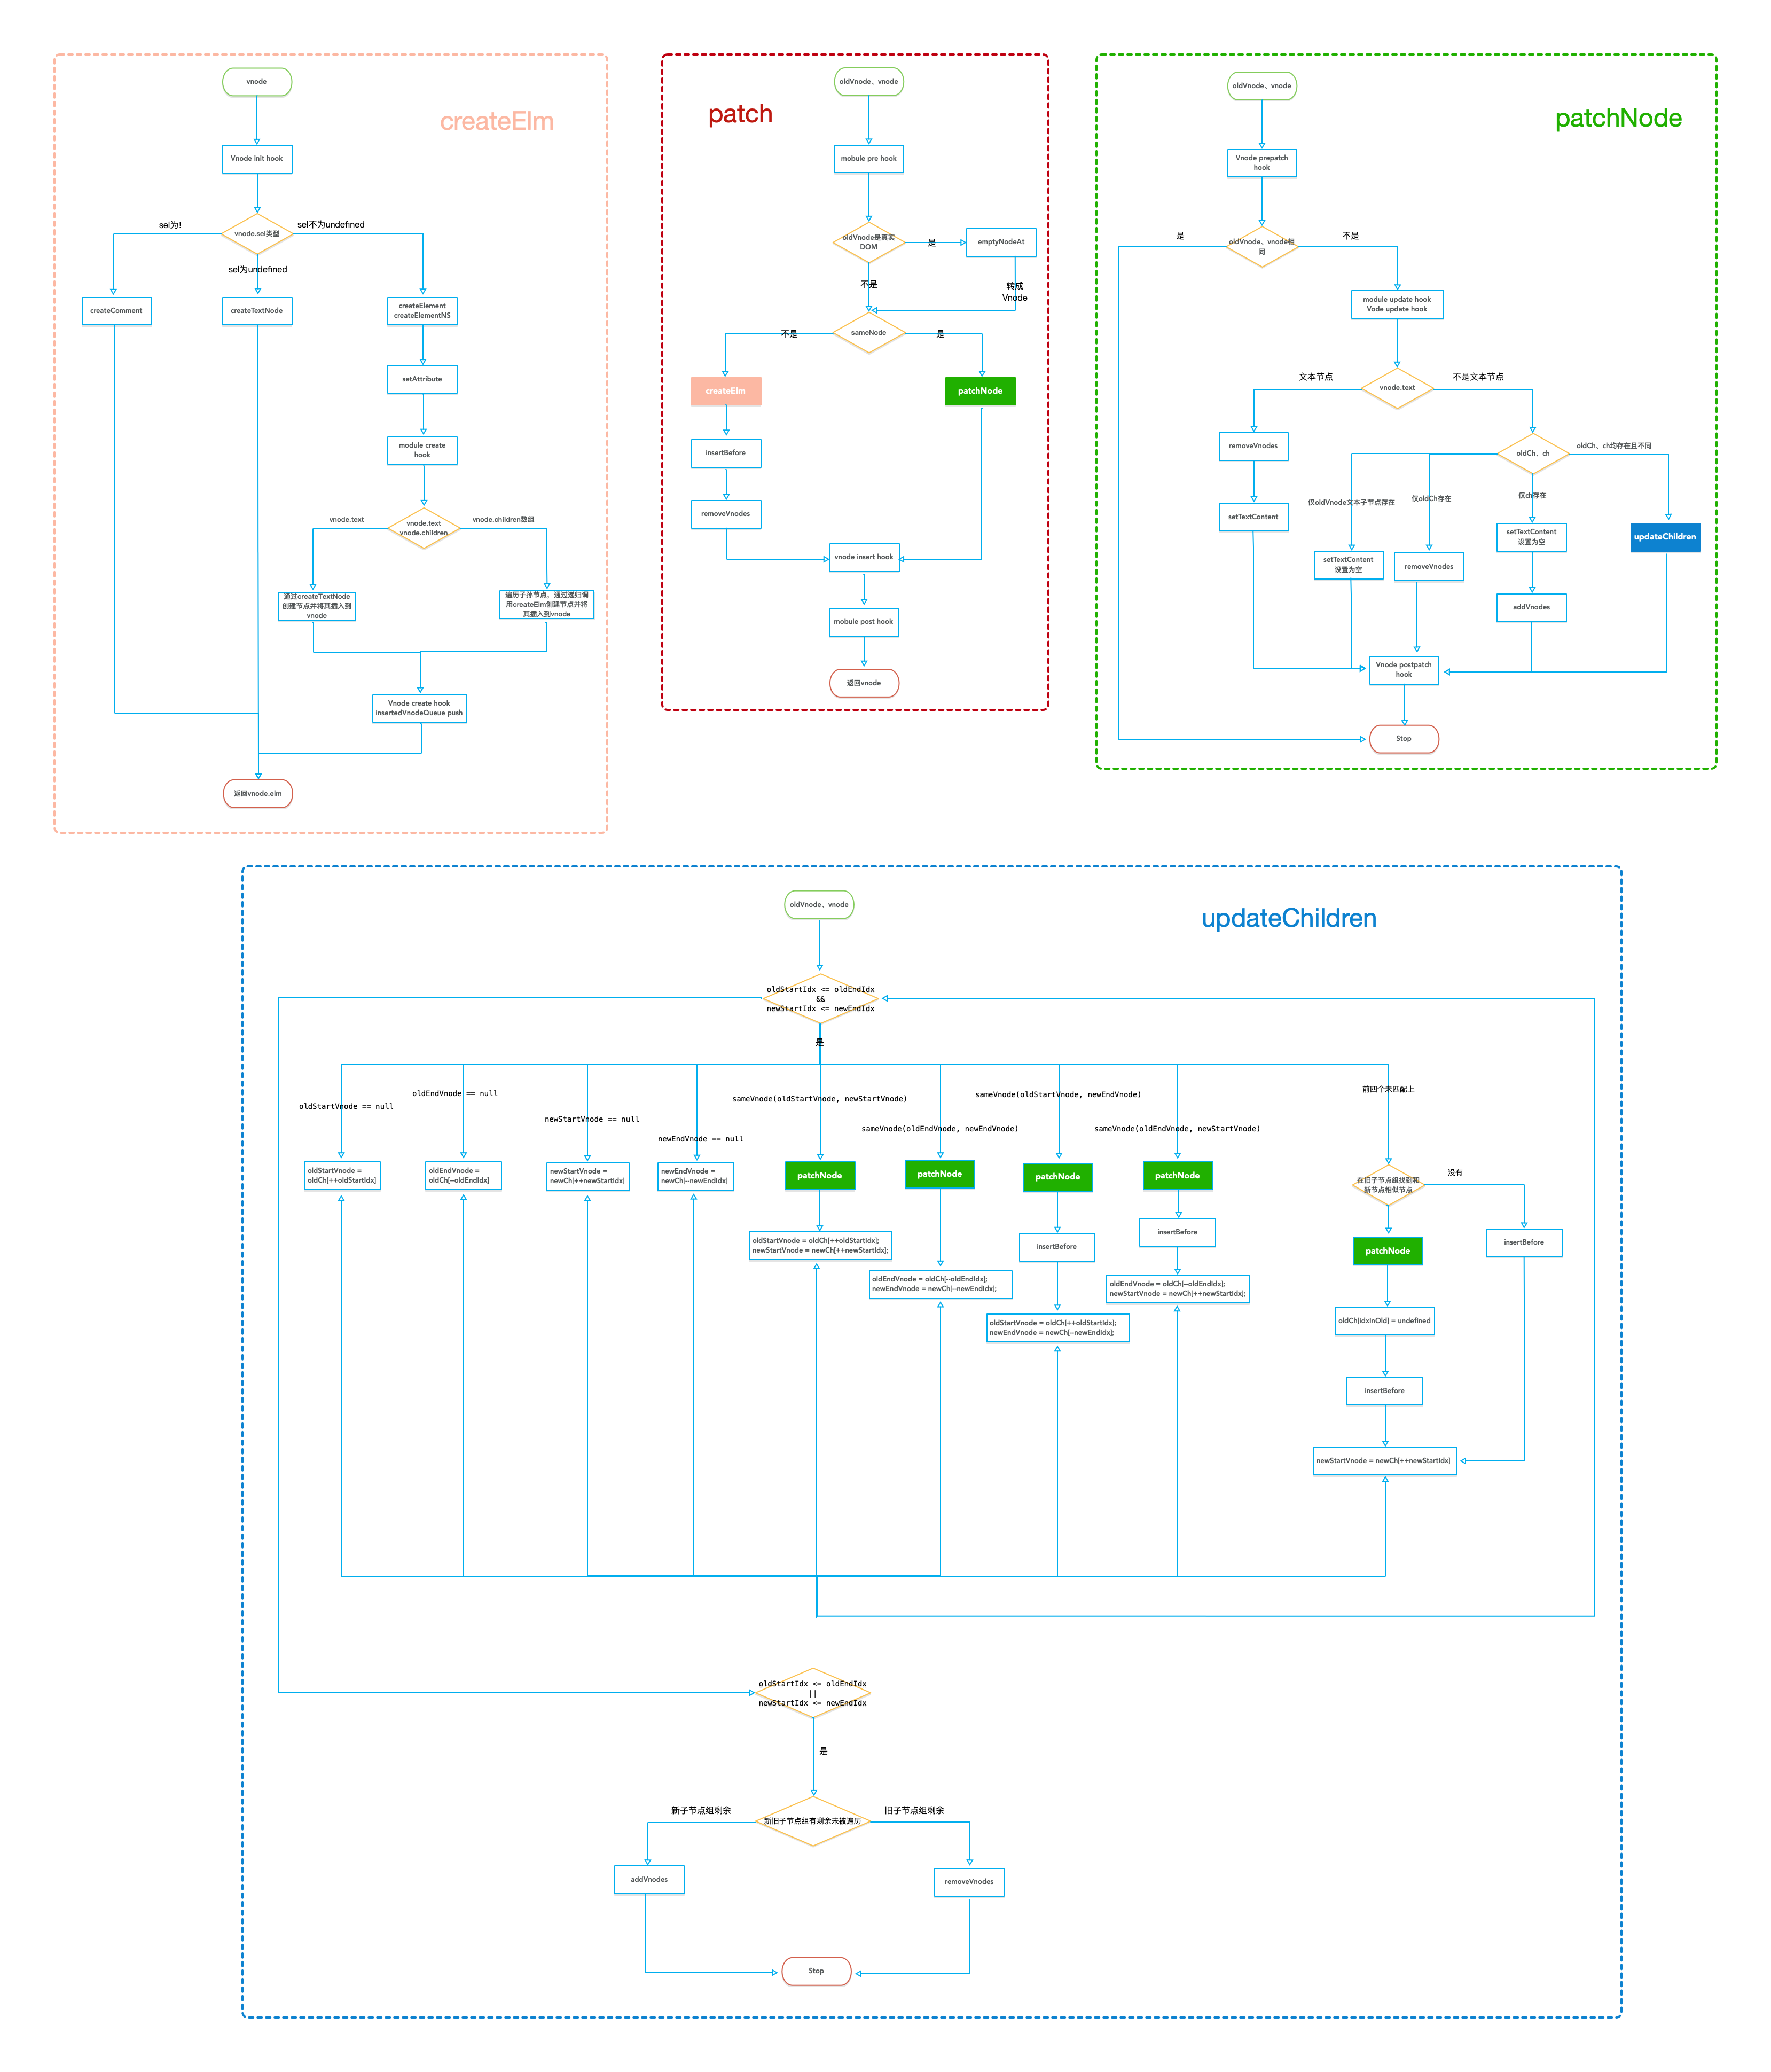 createElm
vnode
Vnode init hook
vnode.sel类型
sel为!
sel不为undefined
sel为undefined
createComment
createTextNode
createElement
createElementNS
setAttribute
module create
hook
vnode.text
vnode.children
vnode.text
vnode.children数组
通过createTextNode
创建节点并将其插入到
vnode
遍历子孙节点，通过递归调
用createElm创建节点并将
其插入到vnode
Vnode create hook
insertedVnodeQueue push
返回vnode.elm
patch
oldVnode、vnode
mobule pre hook
oldVnode是真实
DOM
是
emptyNodeAt
不是
转成
Vnode
sameNode
不是
是
createElm
patchNode
insertBefore
removeVnodes
vnode insert hook
mobule post hook
返回vnode
patchNode
oldVnode、vnode
Vnode prepatch
hook
oldVnode、vnode相
同
是
不是
module update hook
Vode update hook
vnode.text
文本节点
不是文本节点
removeVnodes
setTextContent
oldCh、ch
oldCh、ch均存在且不同
仅oldVnode文本子节点存在
仅oldCh存在
仅ch存在
setTextContent
设置为空
removeVnodes
setTextContent
设置为空
updateChildren
addVnodes
Vnode postpatch
hook
Stop
updateChildren
oldVnode、vnode
oldStartIdx <= oldEndIdx
&&
newStartIdx <= newEndIdx
是
oldStartVnode == null
oldEndVnode == null
newStartVnode == null
newEndVnode == null
sameVnode(oldStartVnode, newStartVnode)
sameVnode(oldEndVnode, newEndVnode)
sameVnode(oldStartVnode, newEndVnode)
sameVnode(oldEndVnode, newStartVnode)
前四个未匹配上
oldStartVnode =
oldCh[++oldStartIdx]
oldEndVnode =
oldCh[--oldEndIdx]
newStartVnode =
newCh[++newStartIdx]
newEndVnode =
newCh[--newEndIdx]
patchNode
oldStartVnode = oldCh[++oldStartIdx];
newStartVnode = newCh[++newStartIdx];
patchNode
oldEndVnode = oldCh[--oldEndIdx];
newEndVnode = newCh[--newEndIdx];
patchNode
insertBefore
oldStartVnode = oldCh[++oldStartIdx];
newEndVnode = newCh[--newEndIdx];
patchNode
insertBefore
oldEndVnode = oldCh[--oldEndIdx];
newStartVnode = newCh[++newStartIdx];
在旧子节点组找到和
新节点相似节点
没有
insertBefore
patchNode
oldCh[idxInOld] = undefined
insertBefore
newStartVnode = newCh[++newStartIdx]
oldStartIdx <= oldEndIdx
||
newStartIdx <= newEndIdx
是
新旧子节点组有剩余未被遍历
新子节点组剩余
旧子节点组剩余
addVnodes
removeVnodes
Stop